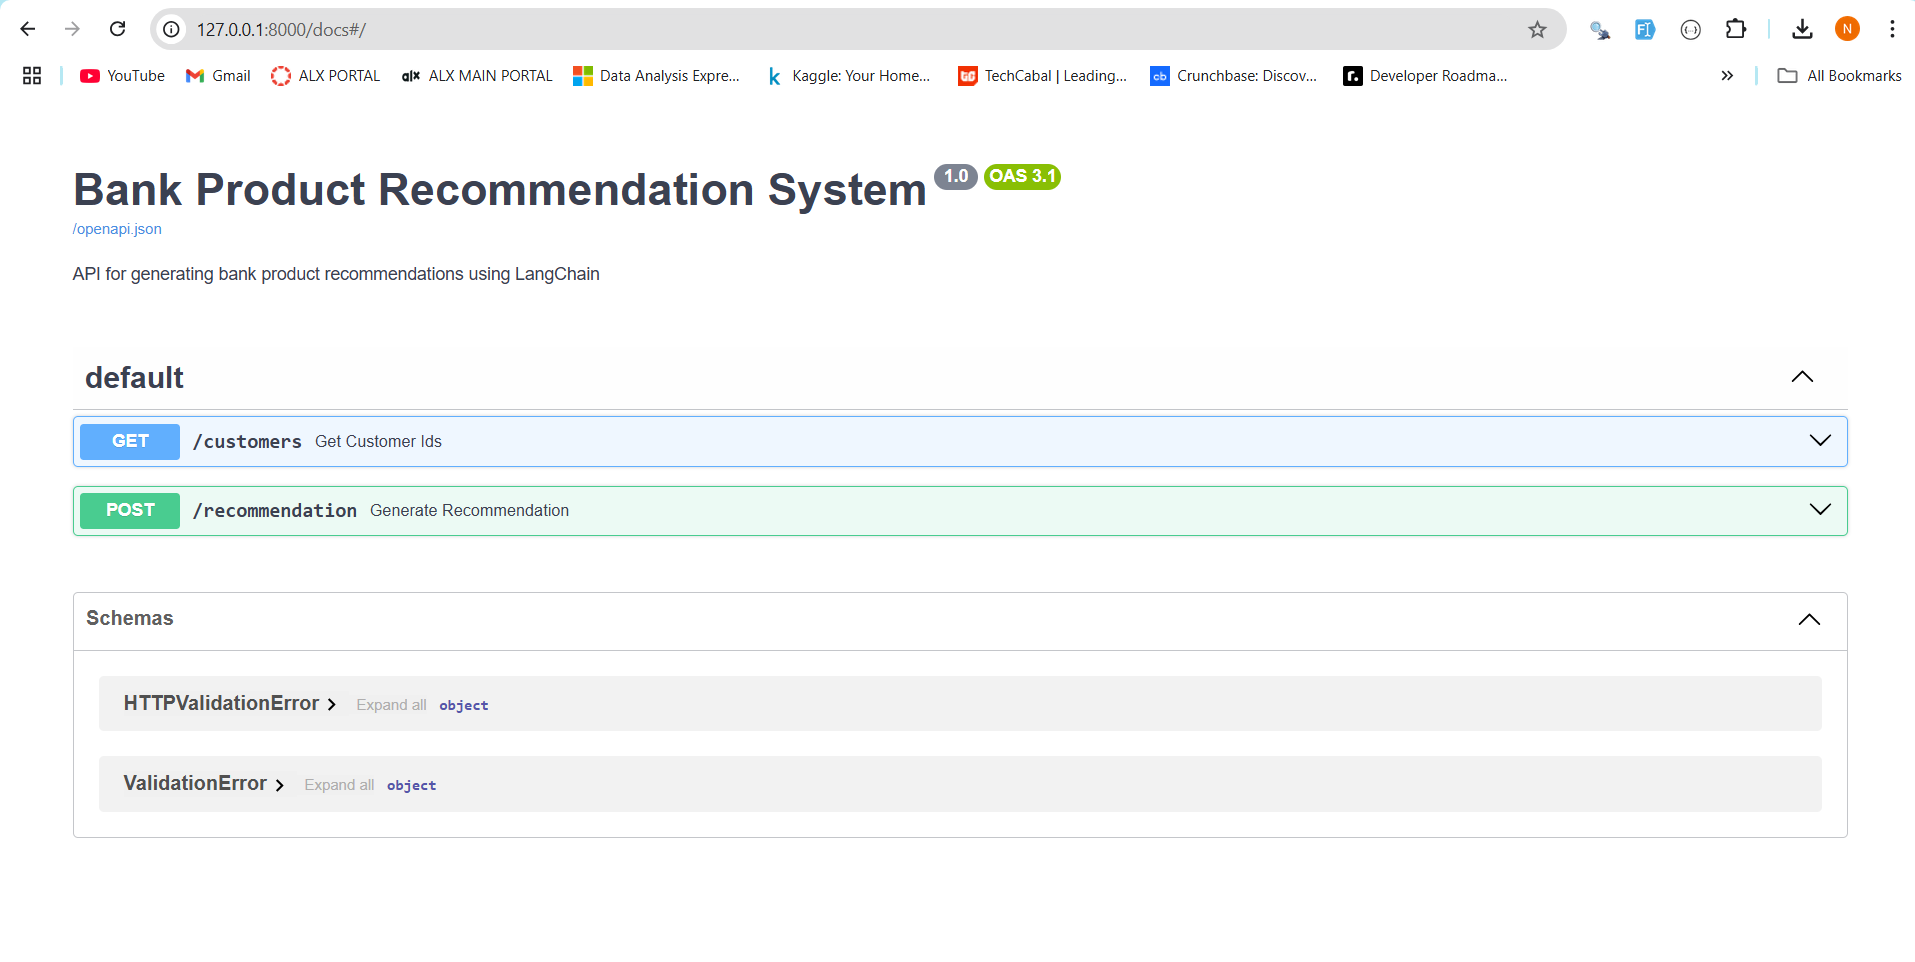 127.0.0.1:8000/docs#/
YouTube Gmail ALX PORTAL alx ALX MAIN PORTAL Data Analysis Expre... k Kaggle: Your Home... TC TechCabal | Leading... cb Crunchbase: Discov... r. Developer Roadma... » All Bookmarks
Bank Product Recommendation System 1.0 OAS 3.1
/openapi.json
API for generating bank product recommendations using LangChain
default
GET /customers Get Customer Ids
POST /recommendation Generate Recommendation
Schemas
HTTPValidationError Expand all object
ValidationError Expand all object